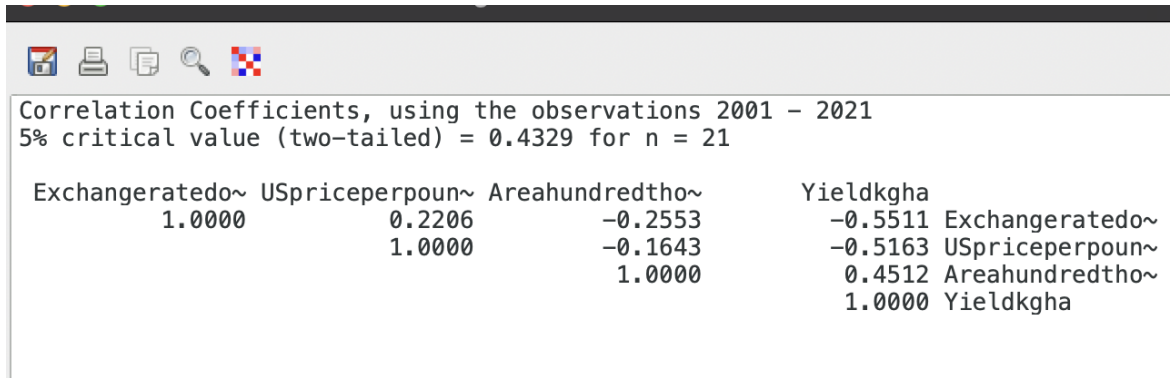 Correlation Coefficients, using the observations 2001 – 2021
5% critical value (two-tailed) = 0.4329 for n = 21
Exchangeratedo~ USpriceperpoun~ Areahundredtho~ Yieldkgha
1.0000 0.2206 -0.2553 -0.5511 Exchangeratedo~
1.0000 -0.1643 -0.5163 USpriceperpoun~
1.0000 0.4512 Areahundredtho~
1.0000 Yieldkgha